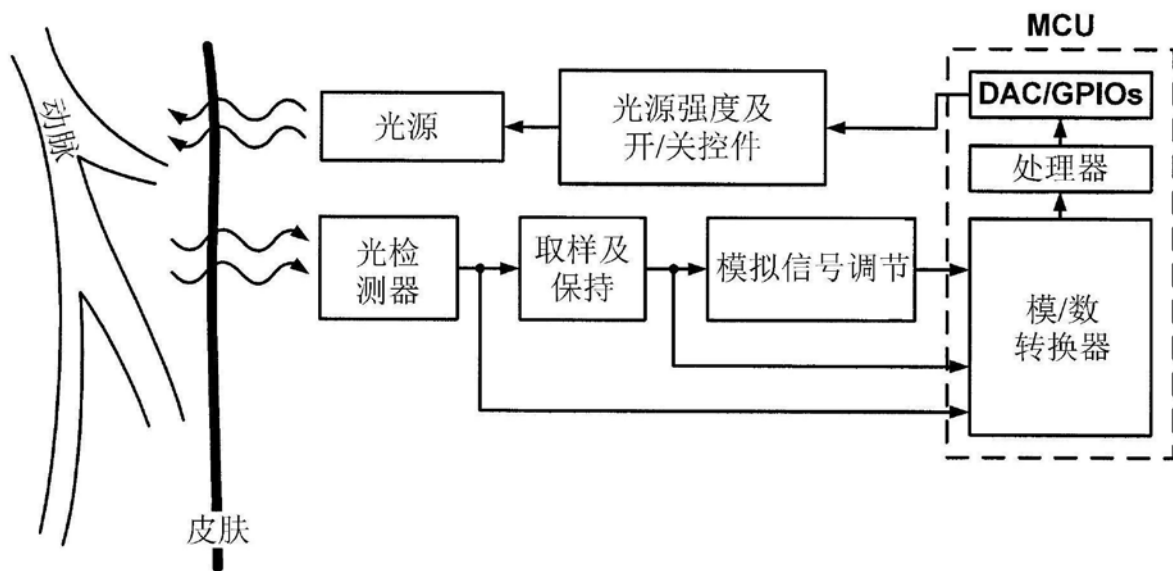 MCU
动脉
光源
光源强度及
开/关控件
DAC/GPIOs
处理器
光检
测器
取样及
保持
模拟信号调节
模/数
转换器
皮肤